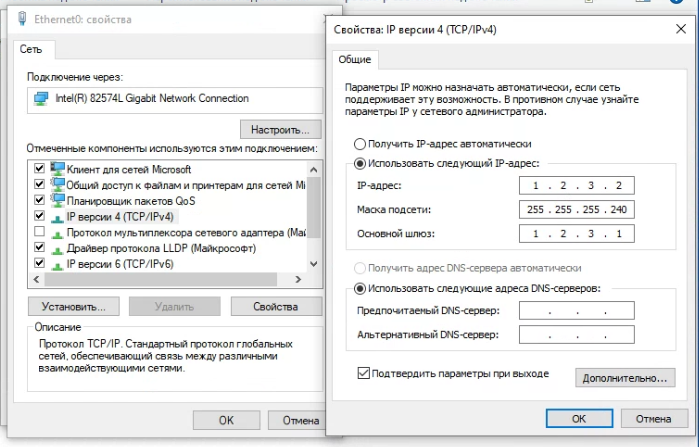 Ethernet0: свойства
Сеть
Подключение через:
Intel(R) 82574L Gigabit Network Connection
Настроить...
Отмеченные компоненты используются этим подключением:
Клиент для сетей Microsoft
Общий доступ к файлам и принтерам для сетей Mi
Планировщик пакетов QoS
IP версии 4 (TCP/IPv4)
Протокол мультиплексора сетевого адаптера (Май
Драйвер протокола LLDP (Майкрософт)
IP версии 6 (TCP/IPv6)
Установить...
Удалить
Свойства
Описание
Протокол TCP/IP. Стандартный протокол глобальных
сетей, обеспечивающий связь между различными
взаимодействующими сетями.
OK
Отмена
Свойства: IP версии 4 (TCP/IPv4)
Общие
Параметры IP можно назначать автоматически, если сеть
поддерживает эту возможность. В противном случае узнайте
параметры IP у сетевого администратора.
Получить IP-адрес автоматически
Использовать следующий IP-адрес:
IP-адрес:
1 . 2 . 3 . 2
Маска подсети:
255 . 255 . 255 . 240
Основной шлюз:
1 . 2 . 3 . 1
Получить адрес DNS-сервера автоматически
Использовать следующие адреса DNS-серверов:
Предпочитаемый DNS-сервер:
. . .
Альтернативный DNS-сервер:
. . .
Подтвердить параметры при выходе
Дополнительно...
OK
Отмена